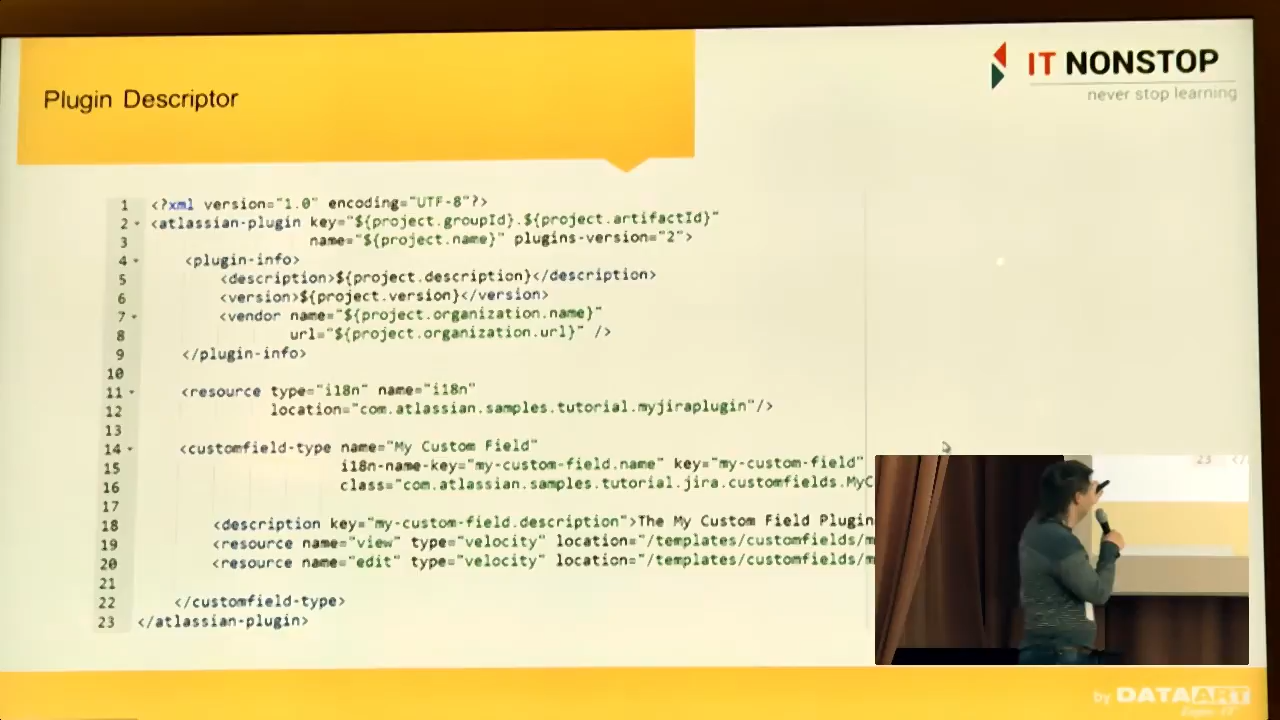 Plugin Descriptor
IT NONSTOP
never stop learning
1 <?xml version="1.0" encoding="UTF-8"?>
2 <atlassian-plugin key="${project.groupId}.${project.artifactId}"
3 name="${project.name}" plugins-version="2">
4 <plugin-info>
5 <description>${project.description}</description>
6 <version>${project.version}</version>
7 <vendor name="${project.organization.name}"
8 url="${project.organization.url}" />
9 </plugin-info>
10
11 <resource type="i18n" name="i18n"
12 location="com.atlassian.samples.tutorial.myjiraplugin"/>
13
14 <customfield-type name="My Custom Field"
15 i18n-name-key="my-custom-field.name" key="my-custom-field"
16 class="com.atlassian.samples.tutorial.jira.customfields.MyC
17
18 <description key="my-custom-field.description">The My Custom Field Plugin
19 <resource name="view" type="velocity" location="/templates/customfields/m
20 <resource name="edit" type="velocity" location="/templates/customfields/m
21
22 </customfield-type>
23 </atlassian-plugin>
23 </
by DATAART